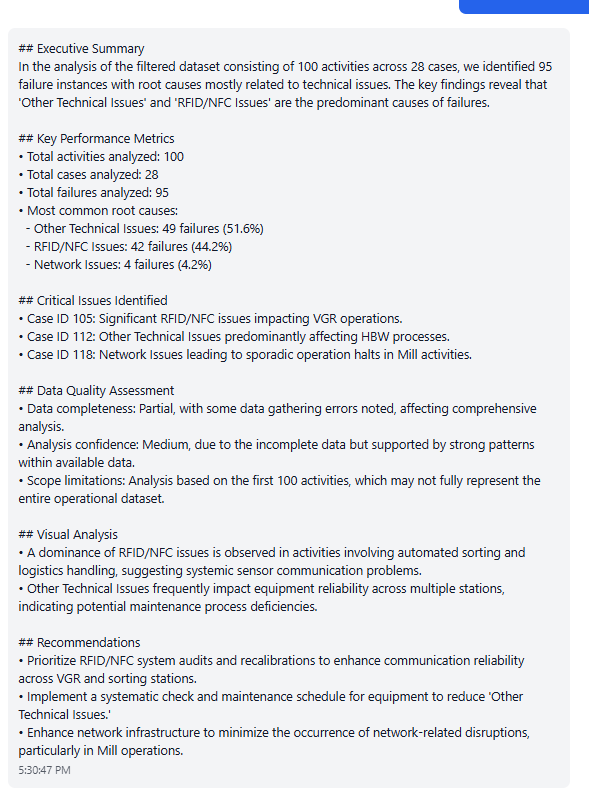 ## Executive Summary
In the analysis of the filtered dataset consisting of 100 activities across 28 cases, we identified 95
failure instances with root causes mostly related to technical issues. The key findings reveal that
'Other Technical Issues' and 'RFID/NFC Issues' are the predominant causes of failures.
## Key Performance Metrics
• Total activities analyzed: 100
• Total cases analyzed: 28
• Total failures analyzed: 95
• Most common root causes:
- Other Technical Issues: 49 failures (51.6%)
- RFID/NFC Issues: 42 failures (44.2%)
- Network Issues: 4 failures (4.2%)
## Critical Issues Identified
• Case ID 105: Significant RFID/NFC issues impacting VGR operations.
• Case ID 112: Other Technical Issues predominantly affecting HBW processes.
• Case ID 118: Network Issues leading to sporadic operation halts in Mill activities.
## Data Quality Assessment
• Data completeness: Partial, with some data gathering errors noted, affecting comprehensive
analysis.
• Analysis confidence: Medium, due to the incomplete data but supported by strong patterns
within available data.
• Scope limitations: Analysis based on the first 100 activities, which may not fully represent the
entire operational dataset.
## Visual Analysis
• A dominance of RFID/NFC issues is observed in activities involving automated sorting and
logistics handling, suggesting systemic sensor communication problems.
• Other Technical Issues frequently impact equipment reliability across multiple stations,
indicating potential maintenance process deficiencies.
## Recommendations
• Prioritize RFID/NFC system audits and recalibrations to enhance communication reliability
across VGR and sorting stations.
• Implement a systematic check and maintenance schedule for equipment to reduce 'Other
Technical Issues.'
• Enhance network infrastructure to minimize the occurrence of network-related disruptions,
particularly in Mill operations.
5:30:47 PM